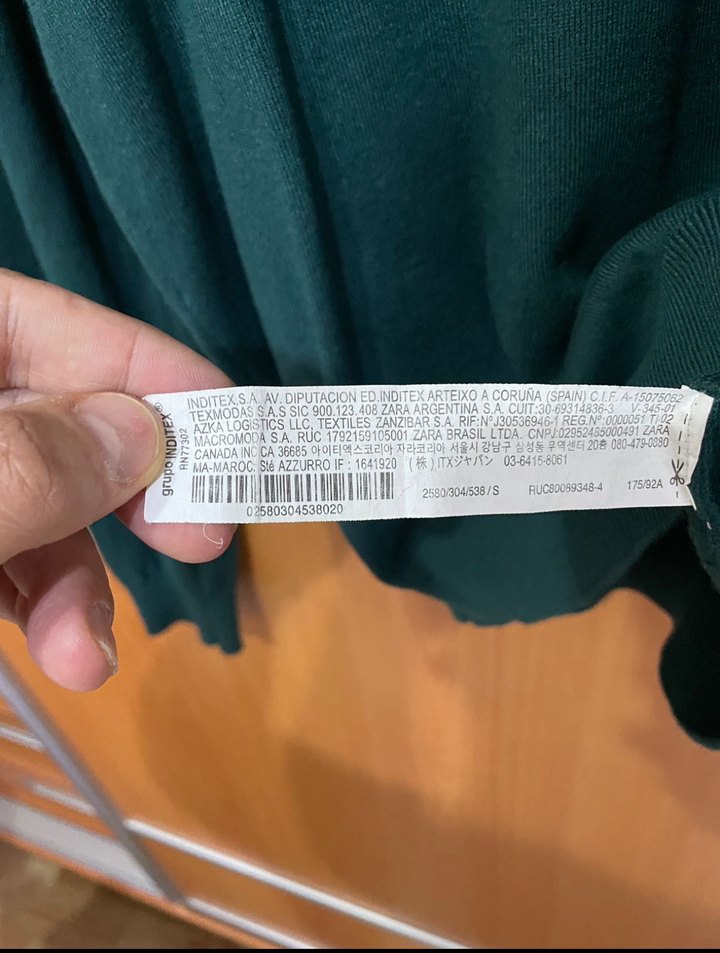 grupo INDITEX®
RN77302
INDITEX.S.A. AV. DIPUTACION ED.INDITEX ARTEIXO A CORUÑA (SPAIN) C.I.F. A-15075062
TEXMODAS S.A.S SIC 900.123.408 ZARA ARGENTINA S.A. CUIT:30-69314836-3 V-345-01
AZKA LOGISTICS LLC, TEXTILES ZANZIBAR S.A. RIF:NºJ30536946-1 REG.Nº 0000051 TI/02
MACROMODA S.A. RUC 1792159105001 ZARA BRASIL LTDA. CNPJ:02952485000491 ZARA
CANADA INC CA 36685 아이티엑스코리아 자라코리아 서울시 강남구 삼성동 무역센터 20층 080-479-0880
MA-MAROC: Sté AZZURRO IF : 1641920 (株) ITXジャパン 03-6415-8061
02580304538020
2580/304/538 / S RUC80089348-4 175/92A